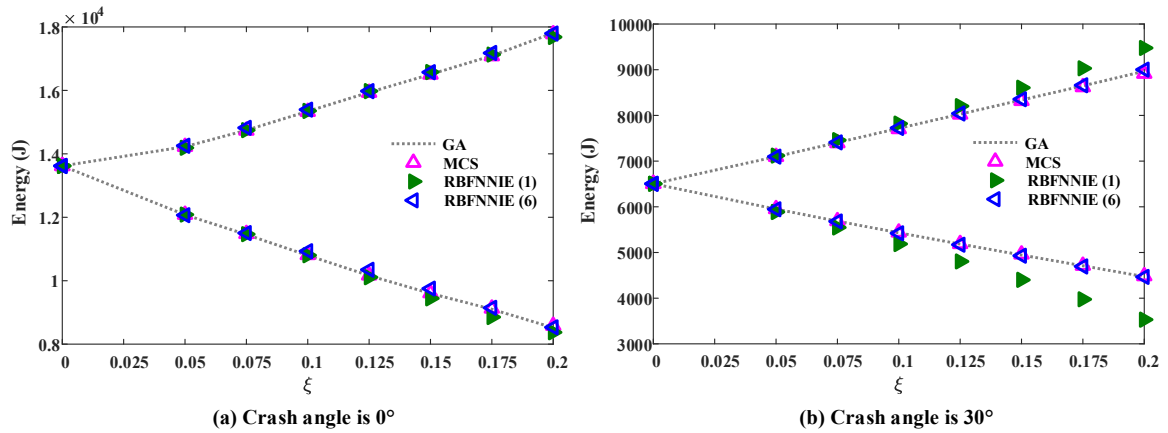 1.8 × 10⁴
1.6
1.4
1.2
1
0.8
Energy (J)
GA
MCS
RBFNNIE (1)
RBFNNIE (6)
0 0.025 0.05 0.075 0.1 0.125 0.15 0.175 0.2
ξ
(a) Crash angle is 0°
10000
9000
8000
7000
6000
5000
4000
3000
Energy (J)
GA
MCS
RBFNNIE (1)
RBFNNIE (6)
0 0.025 0.05 0.075 0.1 0.125 0.15 0.175 0.2
ξ
(b) Crash angle is 30°